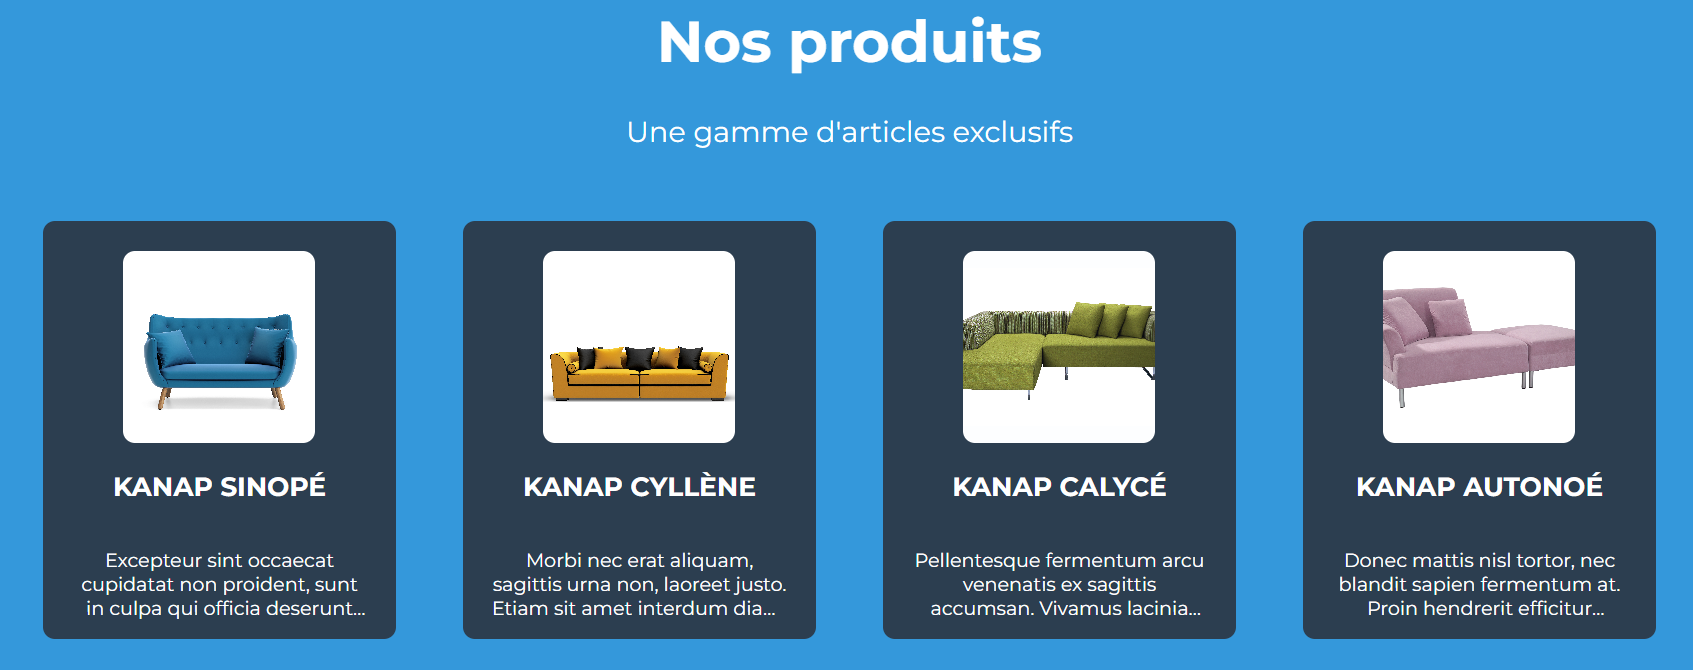 Nos produits
Une gamme d'articles exclusifs
KANAP SINOPÉ
Excepteur sint occaecat
cupidatat non proident, sunt
in culpa qui officia deserunt...
KANAP CYLLÈNE
Morbi nec erat aliquam,
sagittis urna non, laoreet justo.
Etiam sit amet interdum dia...
KANAP CALYCÉ
Pellentesque fermentum arcu
venenatis ex sagittis
accumsan. Vivamus lacinia...
KANAP AUTONOÉ
Donec mattis nisl tortor, nec
blandit sapien fermentum at.
Proin hendrerit efficitur...